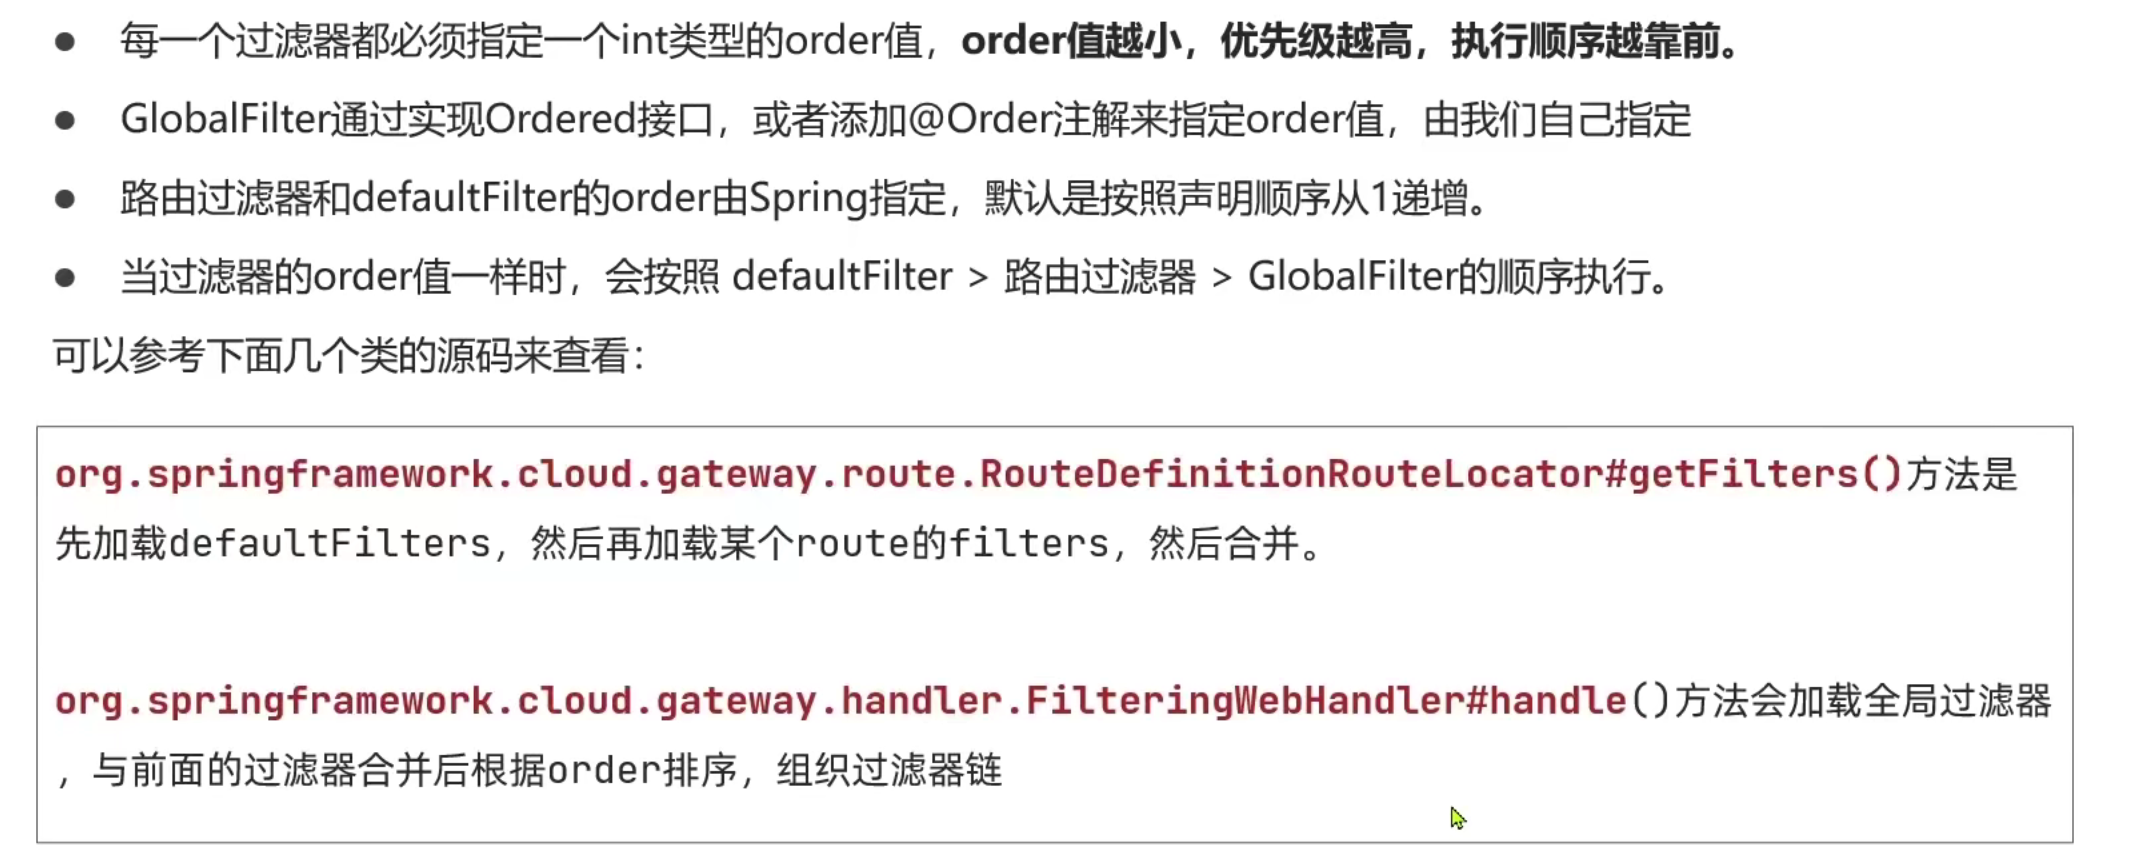 ● 每一个过滤器都必须指定一个int类型的order值，order值越小，优先级越高，执行顺序越靠前。
● GlobalFilter通过实现Ordered接口，或者添加@Order注解来指定order值，由我们自己指定
● 路由过滤器和defaultFilter的order由Spring指定，默认是按照声明顺序从1递增。
● 当过滤器的order值一样时，会按照 defaultFilter > 路由过滤器 > GlobalFilter的顺序执行。
可以参考下面几个类的源码来查看：
org.springframework.cloud.gateway.route.RouteDefinitionRouteLocator#getFilters()方法是
先加载defaultFilters，然后再加载某个route的filters，然后合并。
org.springframework.cloud.gateway.handler.FilteringWebHandler#handle()方法会加载全局过滤器
，与前面的过滤器合并后根据order排序，组织过滤器链